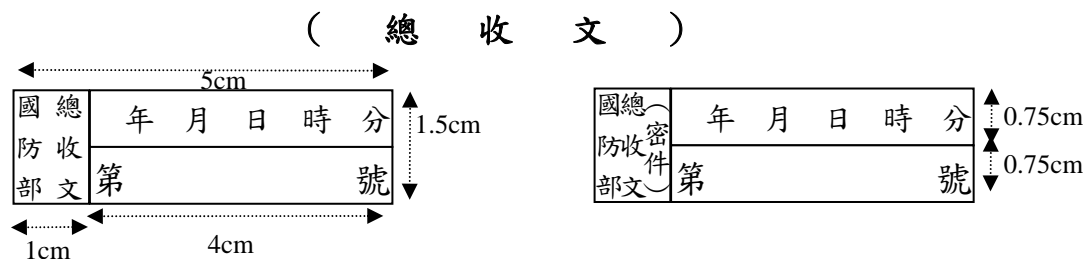 （ 總 收 文 ）
5cm
國防部
總收文
年 月 日 時 分
第 號
1.5cm
1cm
4cm
國防部
總收文
（密件）
年 月 日 時 分
第 號
0.75cm
0.75cm